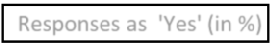 Responses as 'Yes' (in %)